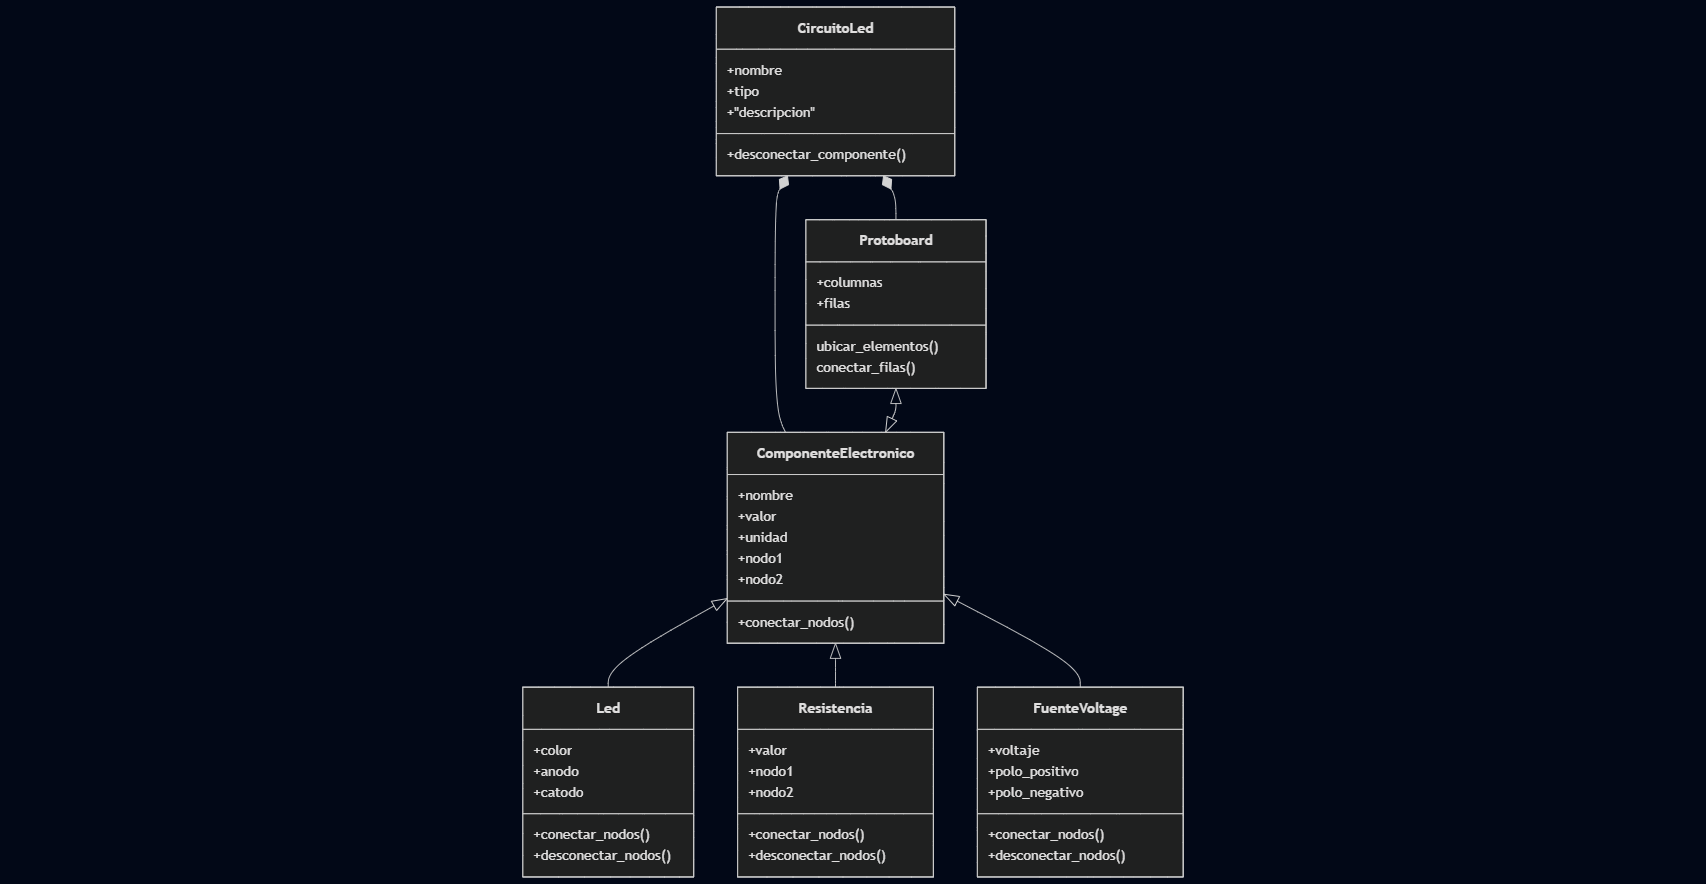 CircuitoLed
+nombre
+tipo
+"descripcion"
+desconectar_componente()
Protoboard
+columnas
+filas
ubicar_elementos()
conectar_filas()
ComponenteElectronico
+nombre
+valor
+unidad
+nodo1
+nodo2
+conectar_nodos()
Led
+color
+anodo
+catodo
+conectar_nodos()
+desconectar_nodos()
Resistencia
+valor
+nodo1
+nodo2
+conectar_nodos()
+desconectar_nodos()
FuenteVoltage
+voltaje
+polo_positivo
+polo_negativo
+conectar_nodos()
+desconectar_nodos()